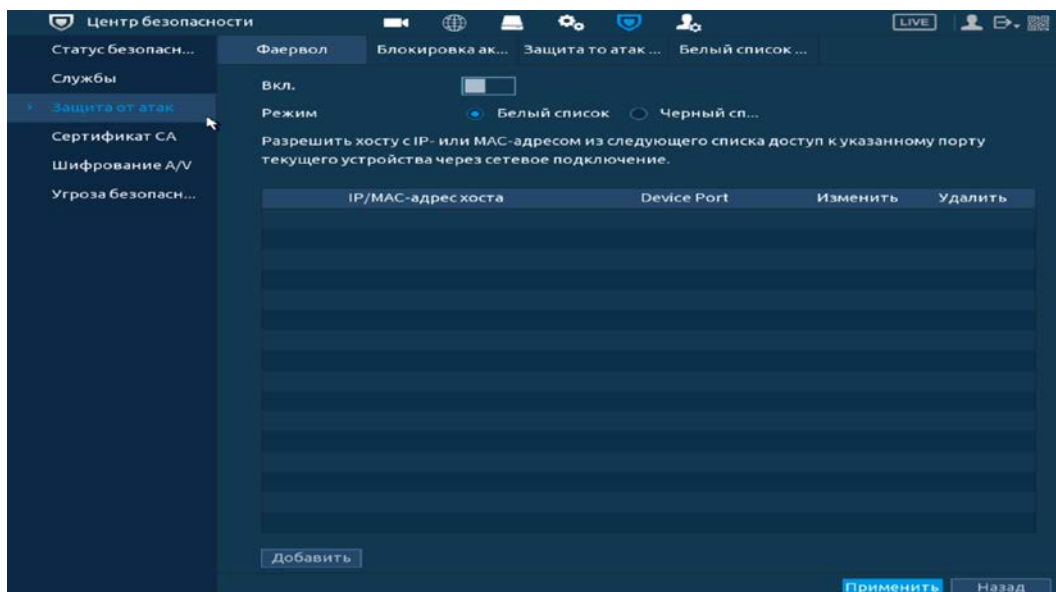 Центр безопасности
LIVE
Статус безопасн...
Фаервол
Блокировка ак...
Защита то атак ...
Белый список ...
Службы
Защита от атак
Сертификат CA
Шифрование A/V
Угроза безопасн...
Вкл.
Режим
Белый список
Черный сп...
Разрешить хосту с IP- или MAC-адресом из следующего списка доступ к указанному порту
текущего устройства через сетевое подключение.
IP/MAC-адрес хоста
Device Port
Изменить
Удалить
Добавить
Применить
Назад